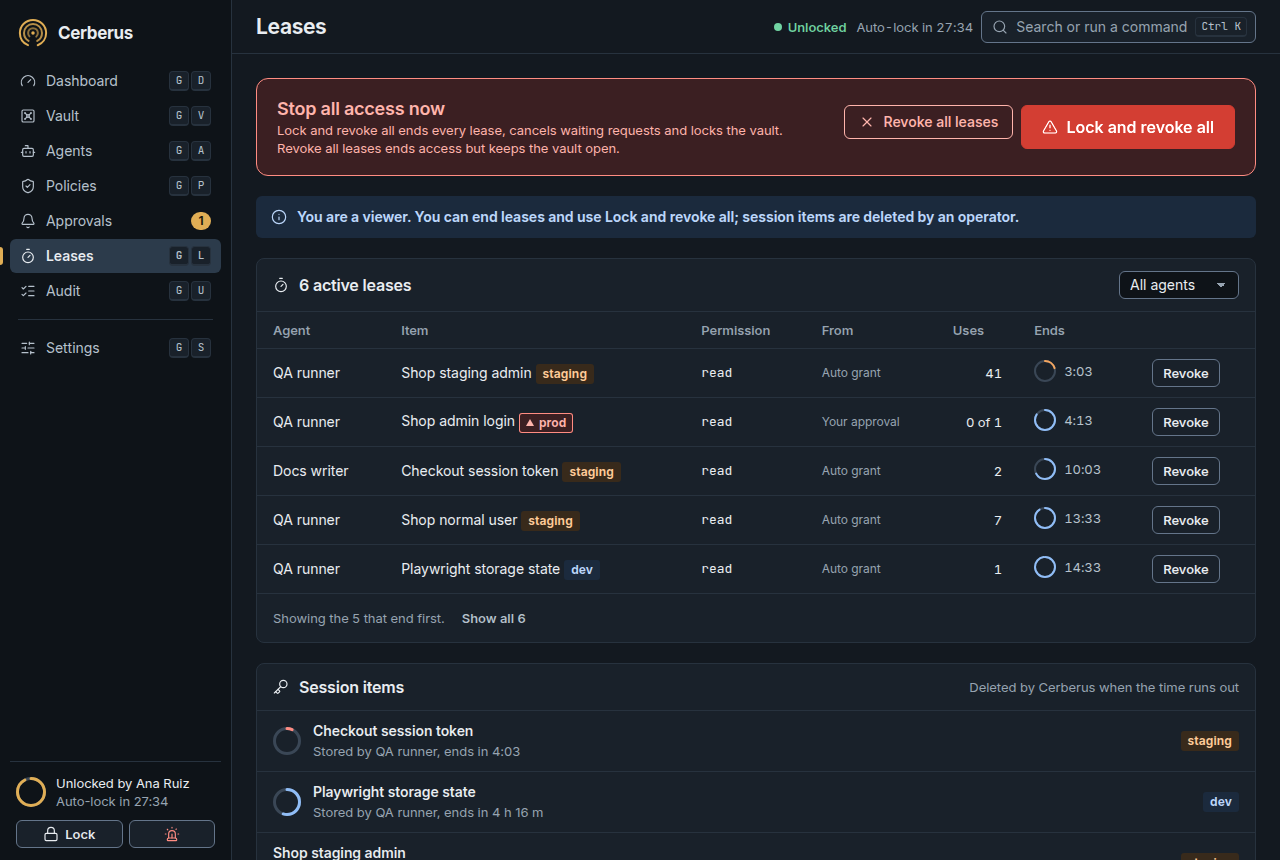 Cerberus
Dashboard G D
Vault G V
Agents G A
Policies G P
Approvals 1
Leases G L
Audit G U
Settings G S
Unlocked by Ana Ruiz
Auto-lock in 27:34
Lock
Leases
Unlocked Auto-lock in 27:34 Search or run a command Ctrl K
Stop all access now
Lock and revoke all ends every lease, cancels waiting requests and locks the vault.
Revoke all leases ends access but keeps the vault open.
Revoke all leases
Lock and revoke all
You are a viewer. You can end leases and use Lock and revoke all; session items are deleted by an operator.
6 active leases All agents
Agent Item Permission From Uses Ends
QA runner Shop staging admin staging read Auto grant 41 3:03 Revoke
QA runner Shop admin login prod read Your approval 0 of 1 4:13 Revoke
Docs writer Checkout session token staging read Auto grant 2 10:03 Revoke
QA runner Shop normal user staging read Auto grant 7 13:33 Revoke
QA runner Playwright storage state dev read Auto grant 1 14:33 Revoke
Showing the 5 that end first. Show all 6
Session items Deleted by Cerberus when the time runs out
Checkout session token
Stored by QA runner, ends in 4:03
staging
Playwright storage state
Stored by QA runner, ends in 4 h 16 m
dev
Shop staging admin